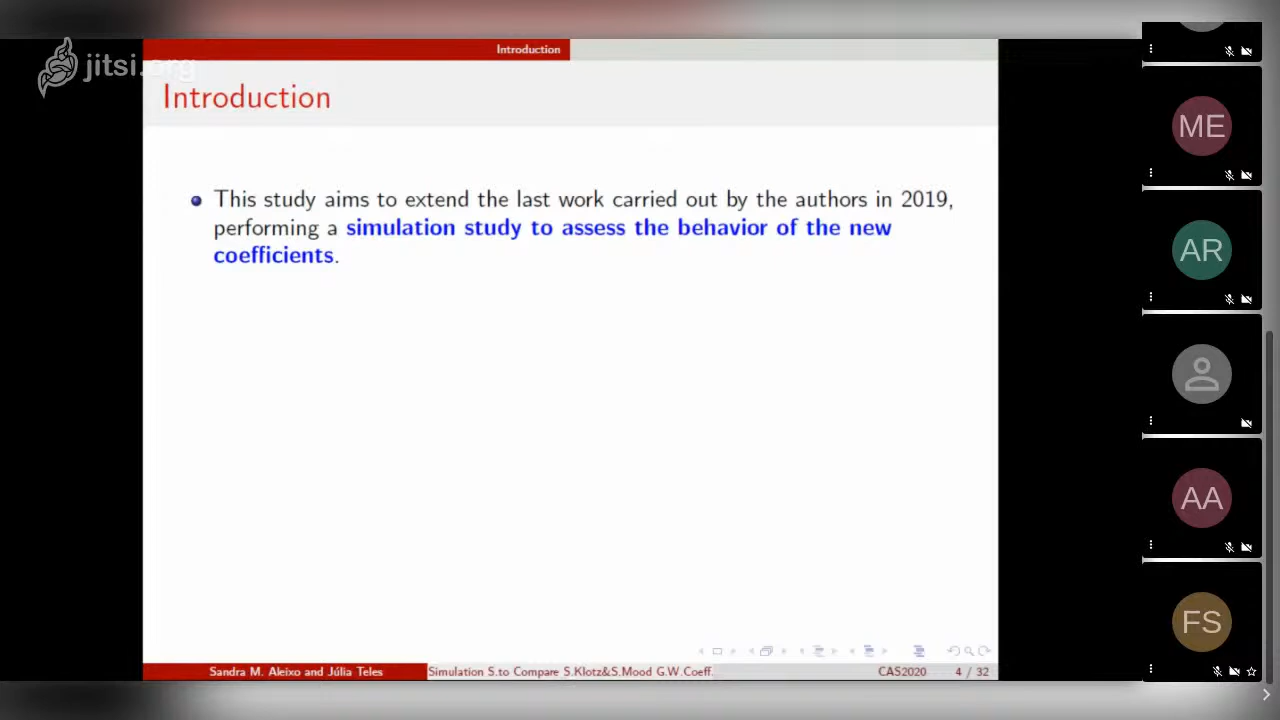 jitsi.org
Introduction
Introduction
This study aims to extend the last work carried out by the authors in 2019,
performing a simulation study to assess the behavior of the new
coefficients.
Sandra M. Aleixo and Júlia Teles
Simulation S.to Compare S.Klotz&S.Mood G.W.Coeff.
CAS2020
4 / 32
ME
AR
AA
FS